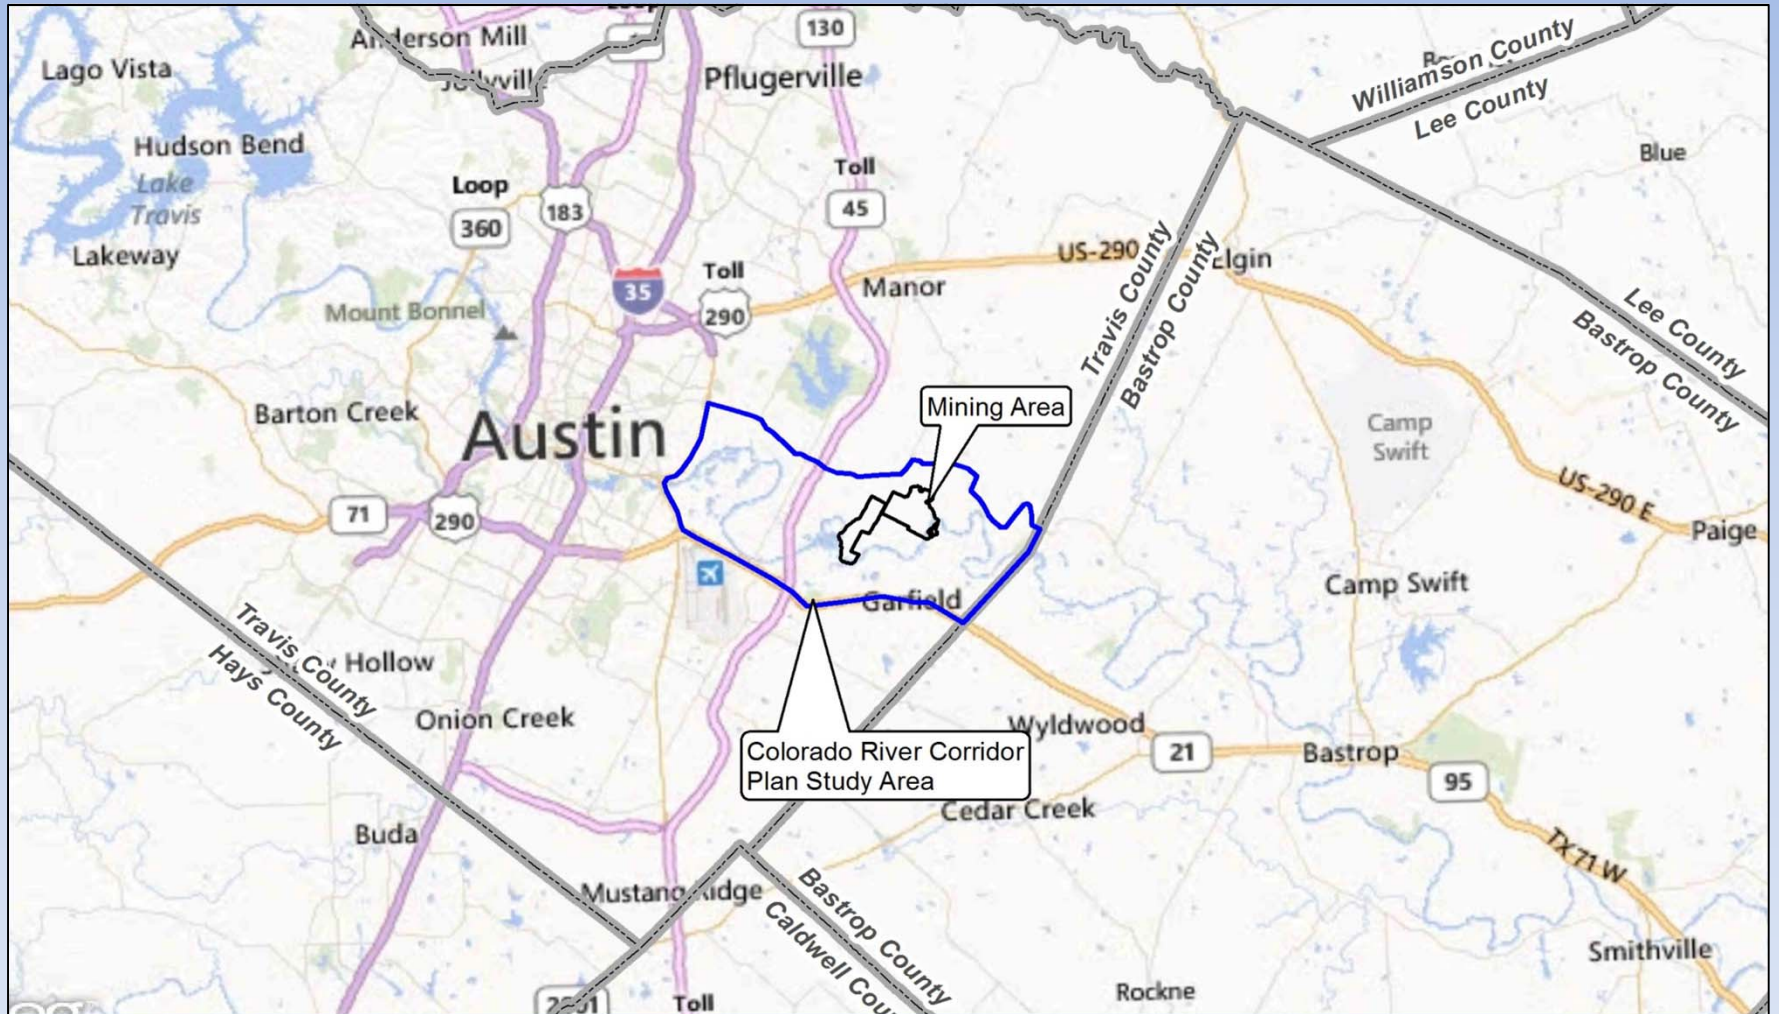 Anderson Mill
130
Lago Vista
Pflugerville
Williamson County
Lee County
Hudson Bend
Blue
Toll
45
Lake
Travis
Loop
360
183
Lakeway
US-290
Elgin
Travis County
Bastrop County
Toll
290
35
Manor
Mount Bonnel
Lee County
Bastrop County
Mining Area
Barton Creek
Austin
Camp
Swift
US-290 E
71
290
Paige
Camp Swift
Garfield
Travis County
Hays County
Hollow
Onion Creek
Wyldwood
21
Bastrop
Colorado River Corridor
Plan Study Area
95
Cedar Creek
Buda
TX 71 W
Mustang Ridge
Bastrop County
Caldwell
Smithville
Rockne
Toll